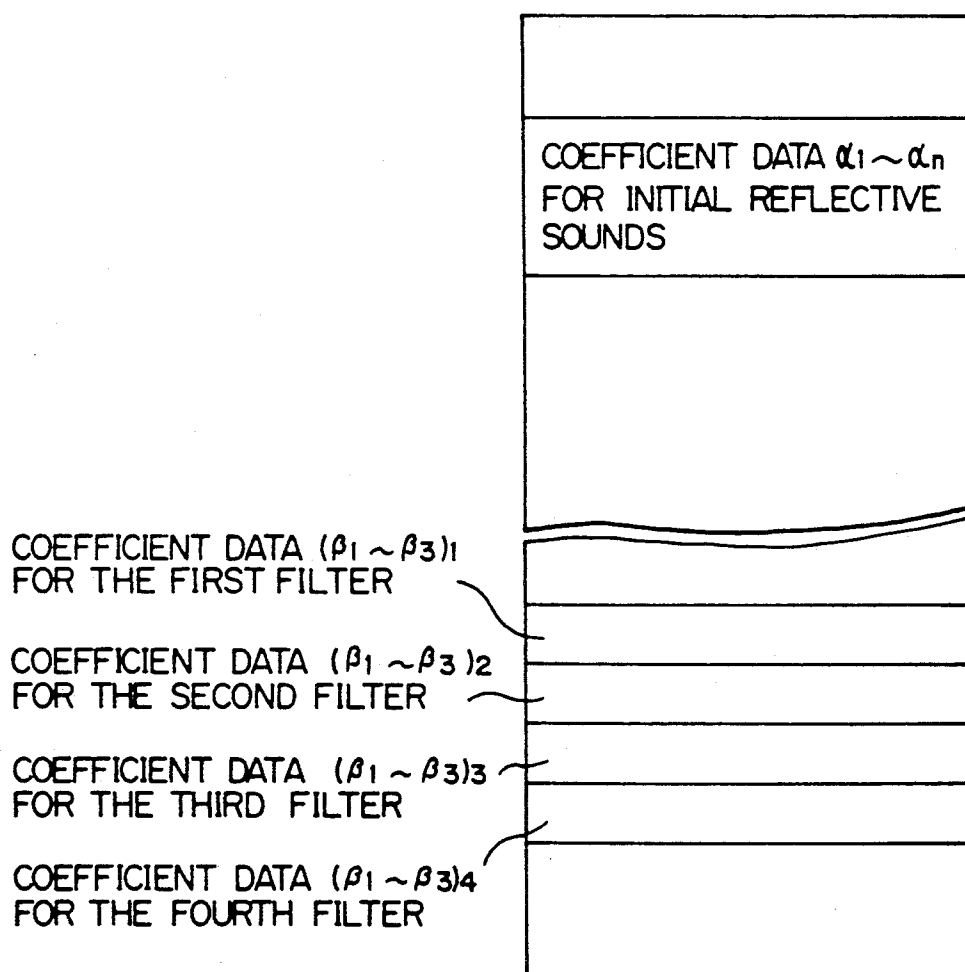 COEFFICIENT DATA α1~αn
FOR INITIAL REFLECTIVE
SOUNDS
COEFFICIENT DATA (β1~β3)1
FOR THE FIRST FILTER
COEFFICIENT DATA (β1~β3)2
FOR THE SECOND FILTER
COEFFICIENT DATA (β1~β3)3
FOR THE THIRD FILTER
COEFFICIENT DATA (β1~β3)4
FOR THE FOURTH FILTER